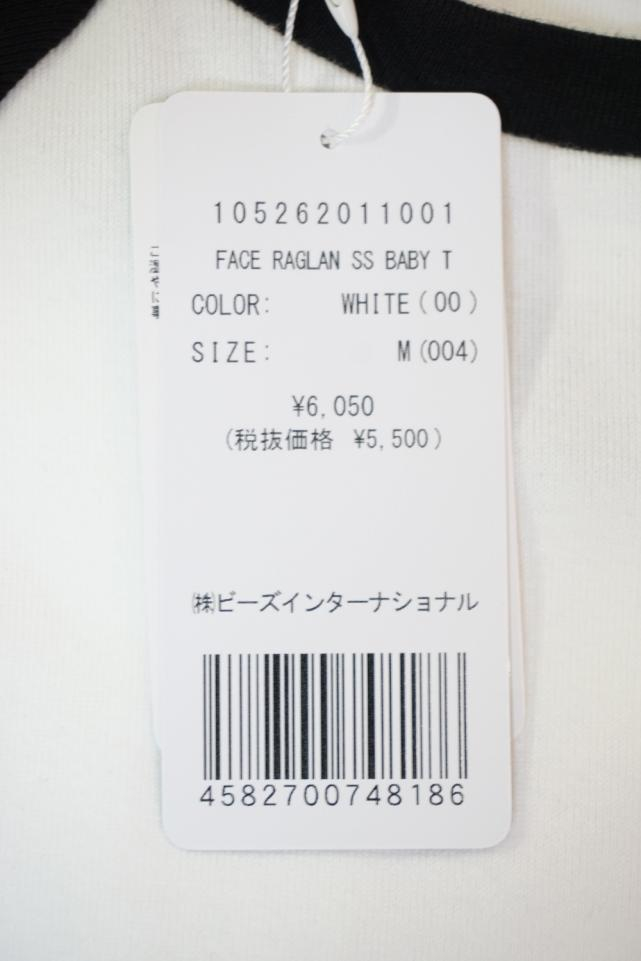 105262011001
FACE RAGLAN SS BABY T
COLOR: WHITE(00)
SIZE: M(004)
¥6,050
(税抜価格 ¥5,500)
㈱ビーズインターナショナル
4582700748186